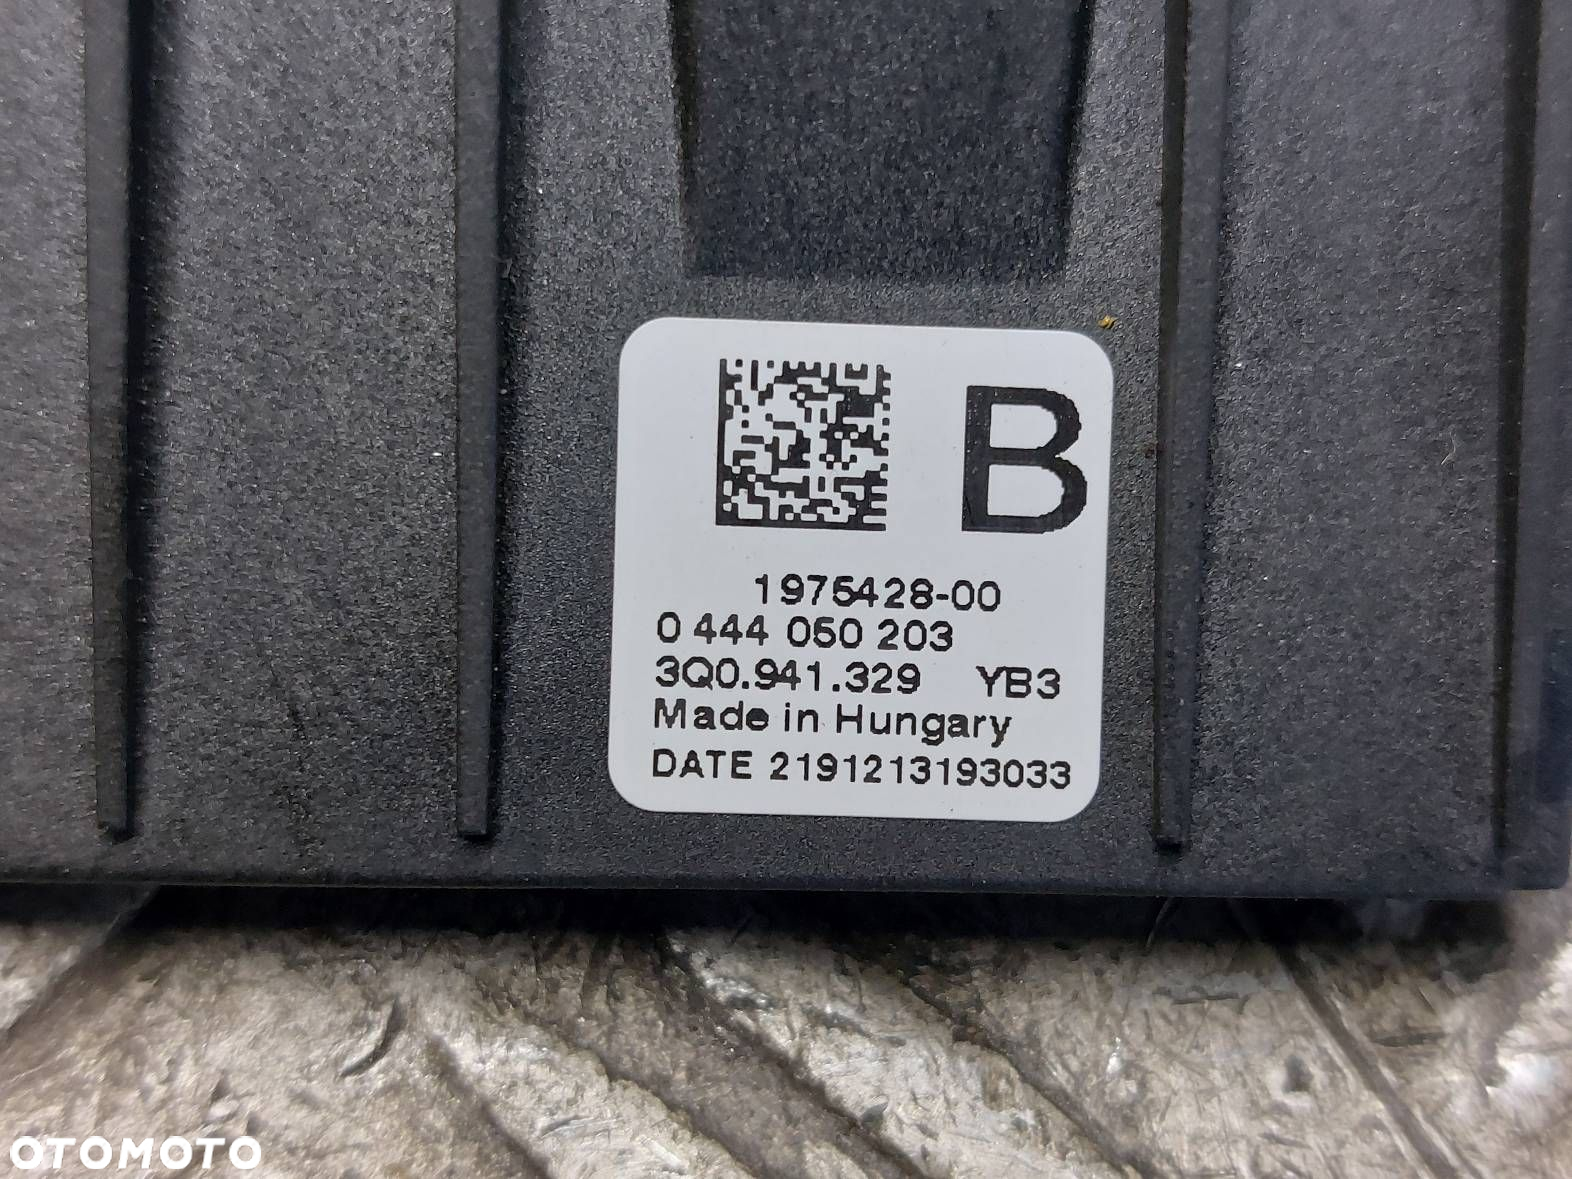 B
1975428-00
0 444 050 203
3Q0.941.329 YB3
Made in Hungary
DATE 2191213193033
OTOMOTO